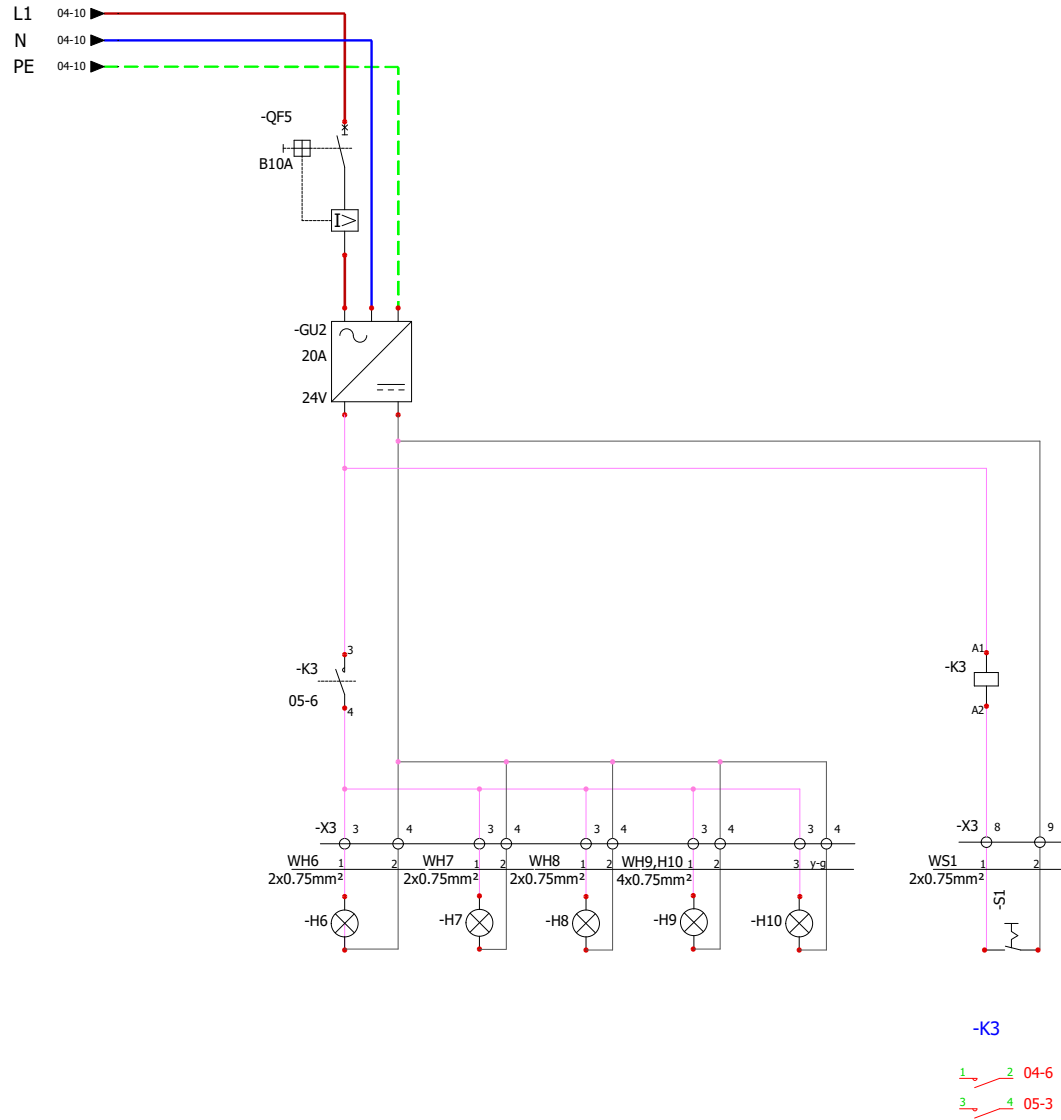 L1 04-10
N 04-10
PE 04-10
-QF5
B10A
I>
-GU2
20A
24V
-K3
05-6
3
4
A1
-K3
A2
-X3 3 4 3 4 3 4 3 4 3 4
-X3 8 9
WH6 1 2 WH7 1 2 WH8 1 2 WH9,H10 1 2 3 y-g
2x0.75mm² 2x0.75mm² 2x0.75mm² 4x0.75mm²
WS1 1 2
2x0.75mm²
-H6 -H7 -H8 -H9 -H10
-S1
-K3
1 2 04-6
3 4 05-3